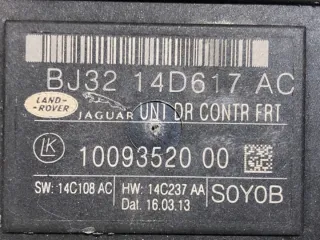 BJ32 14D617 AC
LAND-ROVER JAGUAR UNI DR CONTR FRT
LK 10093520 00
SW: 14C108 AC HW: 14C237 AA SOYOB
Dat. 16.03.13